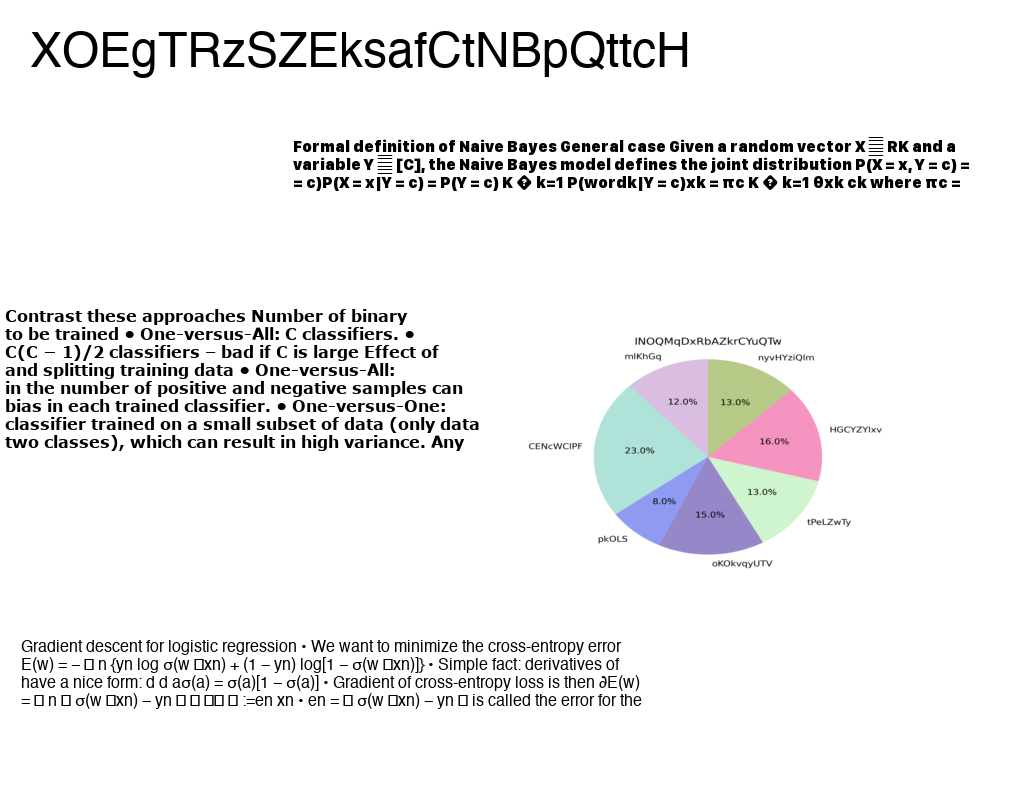 XOEgTRzSZEksafCtNBpQttcH
Formal definition of Naive Bayes General case Given a random vector X ▤ RK and a
variable Y ▤ [C], the Naive Bayes model defines the joint distribution P(X = x, Y = c) =
= c)P(X = x|Y = c) = P(Y = c) K � k=1 P(wordk|Y = c)xk = πc K � k=1 θxk ck where πc =
Contrast these approaches Number of binary
to be trained • One-versus-All: C classifiers. •
C(C − 1)/2 classifiers – bad if C is large Effect of
and splitting training data • One-versus-All:
in the number of positive and negative samples can
bias in each trained classifier. • One-versus-One:
classifier trained on a small subset of data (only data
two classes), which can result in high variance. Any
INOQMqDxRbAZkrCYuQTw
mIKhGq
nyvHYziQIm
12.0%
13.0%
HGCYZYIxv
16.0%
CENcWCIPF
23.0%
13.0%
8.0%
15.0%
tPeLZwTy
pkOLS
oKOkvqyUTV
Gradient descent for logistic regression • We want to minimize the cross-entropy error
E(w) = − □ n {yn log σ(w □xn) + (1 − yn) log[1 − σ(w □xn)]} • Simple fact: derivatives of
have a nice form: d d aσ(a) = σ(a)[1 − σ(a)] • Gradient of cross-entropy loss is then ∂E(w)
= □ n □ σ(w □xn) − yn □ □ □□ □ :=en xn • en = □ σ(w □xn) − yn □ is called the error for the